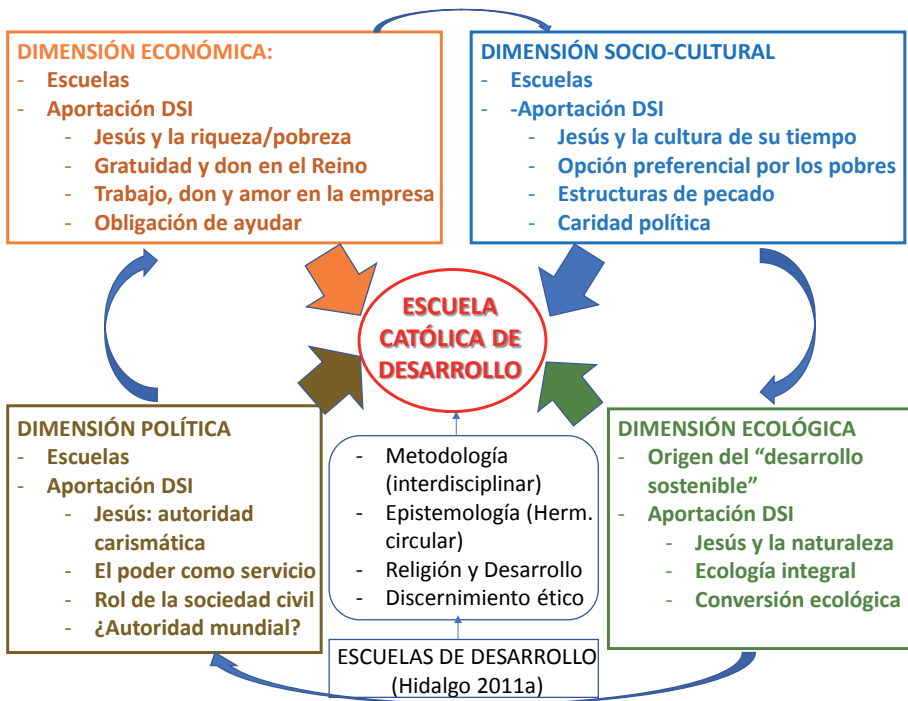 DIMENSIÓN ECONÓMICA:
- Escuelas
- Aportación DSI
- Jesús y la riqueza/pobreza
- Gratuidad y don en el Reino
- Trabajo, don y amor en la empresa
- Obligación de ayudar
DIMENSIÓN SOCIO-CULTURAL
- Escuelas
- -Aportación DSI
- Jesús y la cultura de su tiempo
- Opción preferencial por los pobres
- Estructuras de pecado
- Caridad política
ESCUELA
CATÓLICA DE
DESARROLLO
DIMENSIÓN POLÍTICA
- Escuelas
- Aportación DSI
- Jesús: autoridad
carismática
- El poder como servicio
- Rol de la sociedad civil
- ¿Autoridad mundial?
- Metodología
(interdisciplinar)
- Epistemología (Herm.
circular)
- Religión y Desarrollo
- Discernimiento ético
ESCUELAS DE DESARROLLO
(Hidalgo 2011a)
DIMENSIÓN ECOLÓGICA
- Origen del “desarrollo
sostenible”
- Aportación DSI
- Jesús y la naturaleza
- Ecología integral
- Conversión ecológica